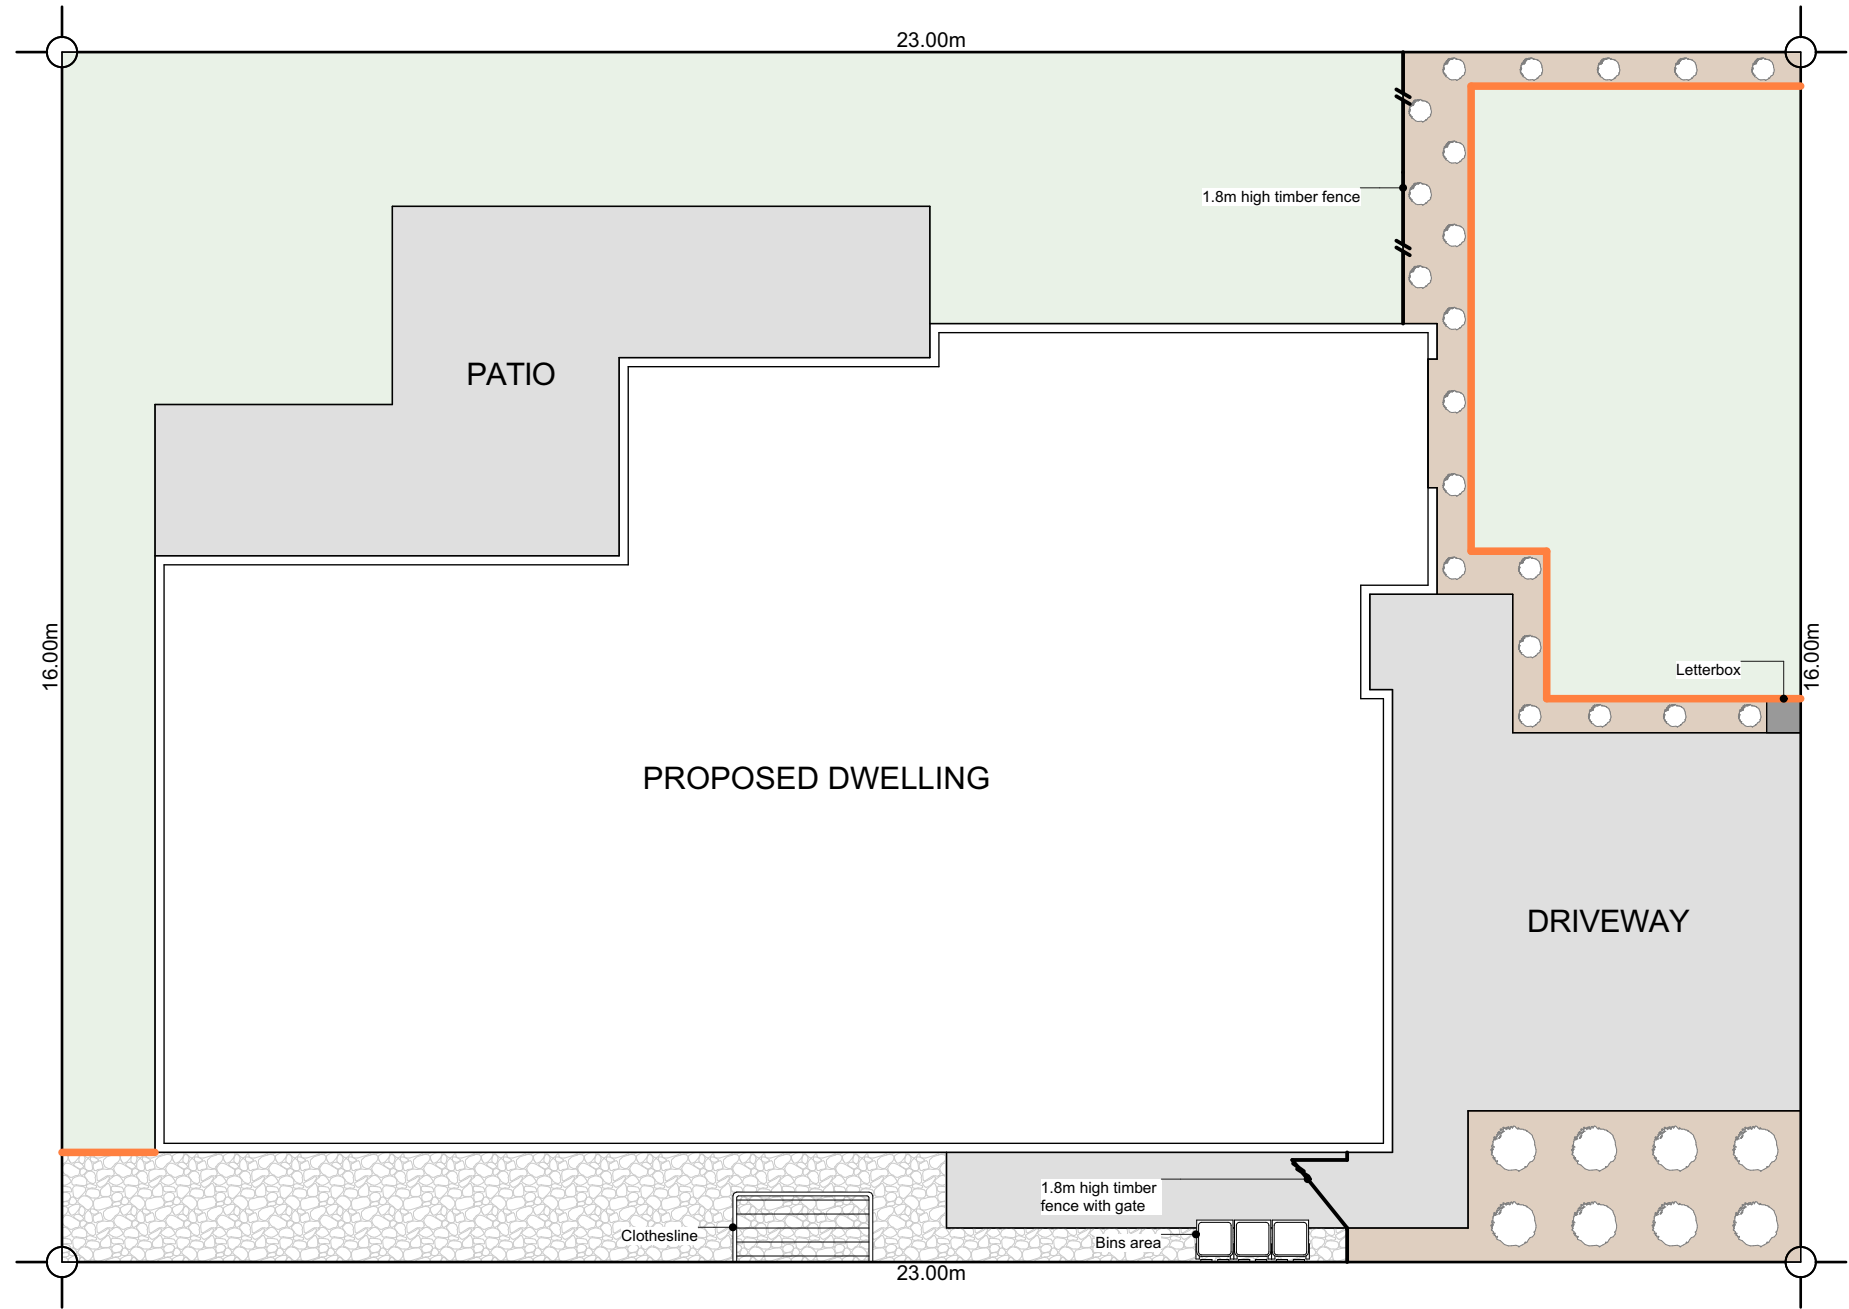 23.00m
1.8m high timber fence
PATIO
16.00m
16.00m
Letterbox
PROPOSED DWELLING
DRIVEWAY
1.8m high timber
fence with gate
Clothesline
Bins area
23.00m